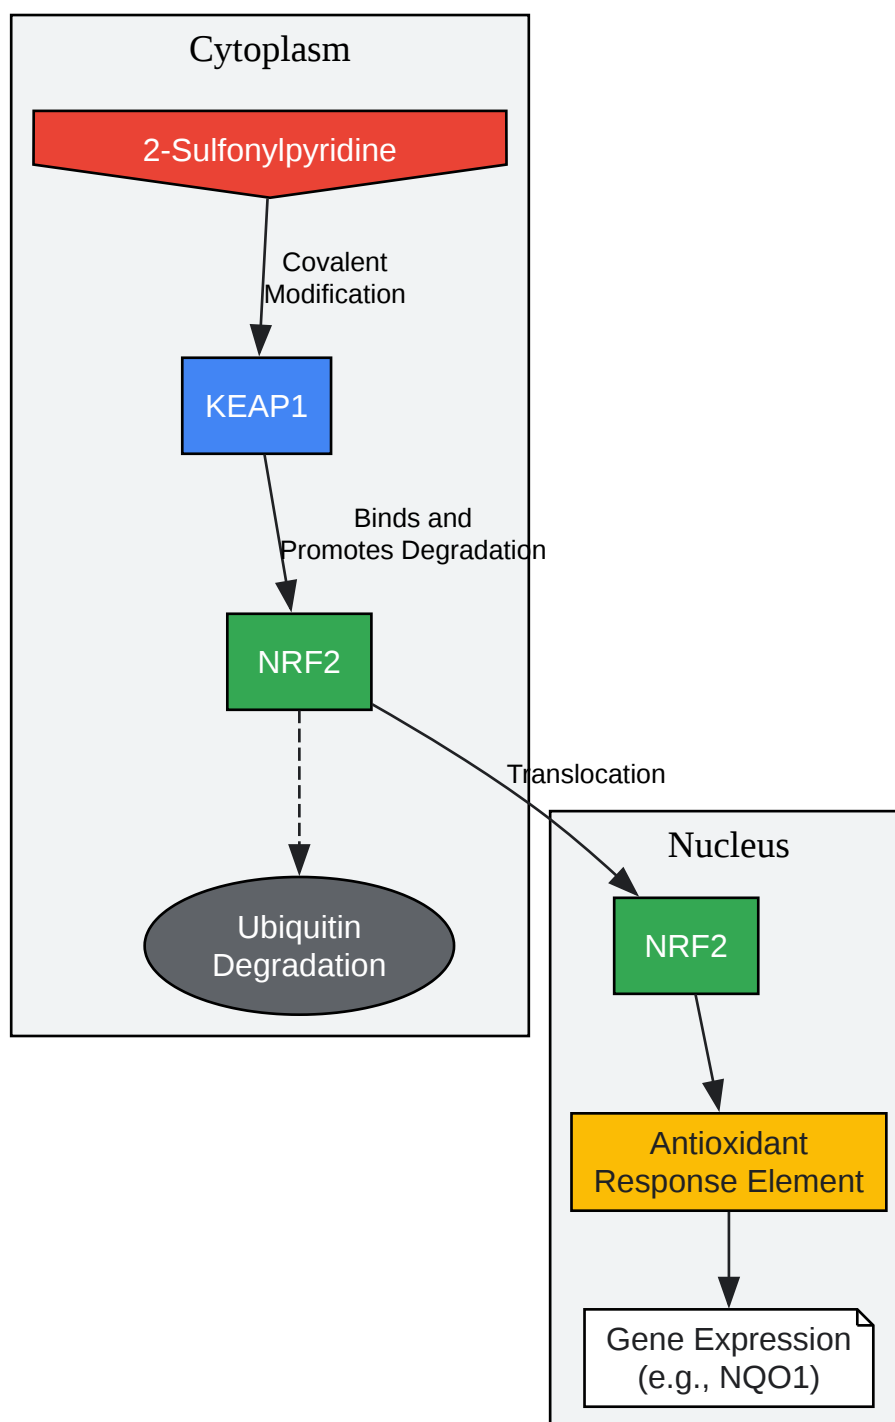 Cytoplasm
2-Sulfonylpyridine
Covalent
Modification
KEAP1
Binds and
Promotes Degradation
NRF2
Translocation
Ubiquitin
Degradation
Nucleus
NRF2
Antioxidant
Response Element
Gene Expression
(e.g., NQO1)